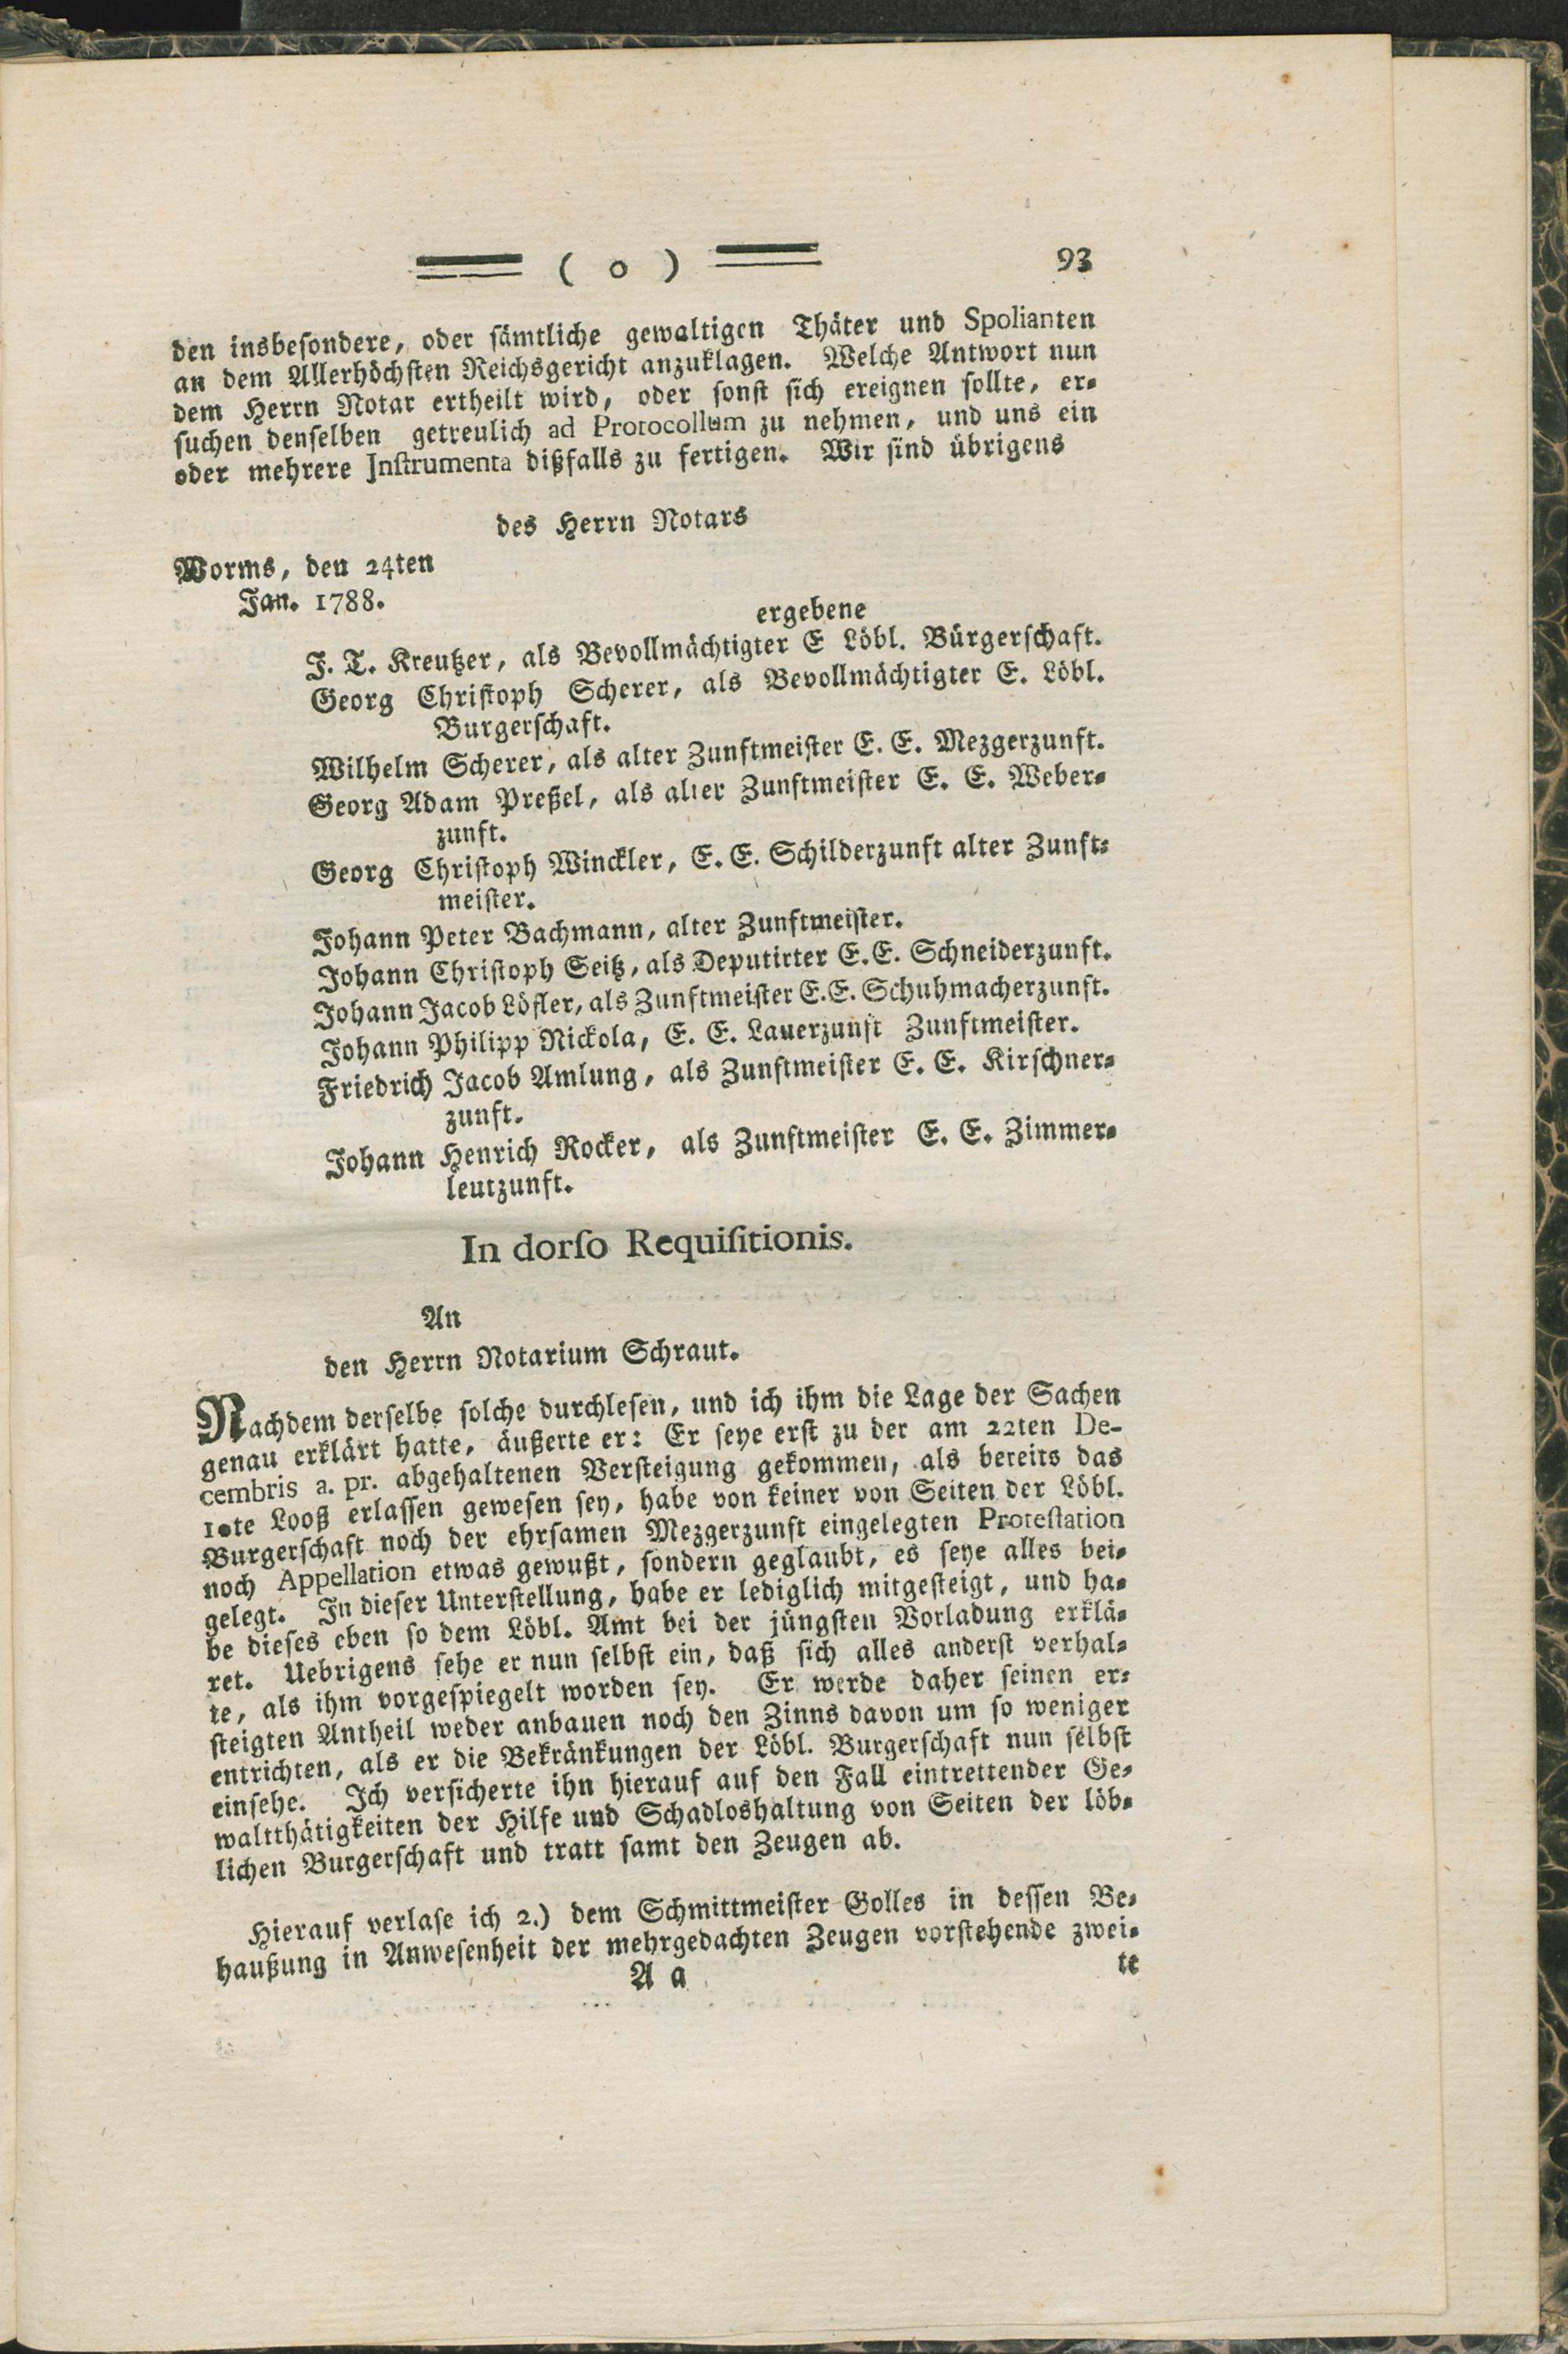 ( o ) 93
den insbesondere, oder sämtliche gewaltigen Thäter und Spolianten
an dem Allerhöchsten Reichsgericht anzuklagen. Welche Antwort nun
dem Herrn Notar ertheilt wird, oder sonst sich ereignen sollte, er-
suchen denselben getreulich ad Protocollum zu nehmen, und uns ein
oder mehrere Instrumenta dißfalls zu fertigen. Wir sind übrigens
des Herrn Notars
Worms, den 24ten
Jan. 1788.
ergebene
J. T. Kreutzer, als Bevollmächtigter E Löbl. Bürgerschaft.
Georg Christoph Scherer, als Bevollmächtigter E. Löbl.
Burgerschaft.
Wilhelm Scherer, als alter Zunftmeister E. E. Mezgerzunft.
Georg Adam Preßel, als alter Zunftmeister E. E. Weber-
zunft.
Georg Christoph Winckler, E. E. Schilderzunft alter Zunft-
meister.
Johann Peter Bachmann, alter Zunftmeister.
Johann Christoph Seitz, als Deputirter E. E. Schneiderzunft.
Johann Jacob Löfler, als Zunftmeister E. E. Schuhmacherzunft.
Johann Philipp Nickola, E. E. Lauerzunft Zunftmeister.
Friedrich Jacob Amlung, als Zunftmeister E. E. Kirschner-
zunft.
Johann Henrich Rocker, als Zunftmeister E. E. Zimmer-
leutzunft.
In dorso Requisitionis.
An
den Herrn Notarium Schraut.
Nachdem derselbe solche durchlesen, und ich ihm die Lage der Sachen
genau erklärt hatte, äußerte er: Er seye erst zu der am 22ten De-
cembris a. pr. abgehaltenen Versteigung gekommen, als bereits das
10te Looß erlassen gewesen sey, habe von keiner von Seiten der Löbl.
Burgerschaft noch der ehrsamen Mezgerzunft eingelegten Protestation
noch Appellation etwas gewußt, sondern geglaubt, es seye alles bei-
gelegt. In dieser Unterstellung, habe er lediglich mitgesteigt, und ha-
be dieses eben so dem Löbl. Amt bei der jüngsten Vorladung erklä-
ret. Uebrigens sehe er nun selbst ein, daß sich alles anderst verhal-
te, als ihm vorgespiegelt worden sey. Er werde daher seinen er-
steigten Antheil weder anbauen noch den Zinns davon um so weniger
entrichten, als er die Bekränkungen der Löbl. Burgerschaft nun selbst
einsehe. Ich versicherte ihn hierauf auf den Fall eintrettender Ge-
waltthätigkeiten der Hilfe und Schadloshaltung von Seiten der löb-
lichen Burgerschaft und tratt samt den Zeugen ab.
Hierauf verlase ich 2.) dem Schmittmeister Golles in dessen Be-
haußung in Anwesenheit der mehrgedachten Zeugen vorstehende zwei-
A a te